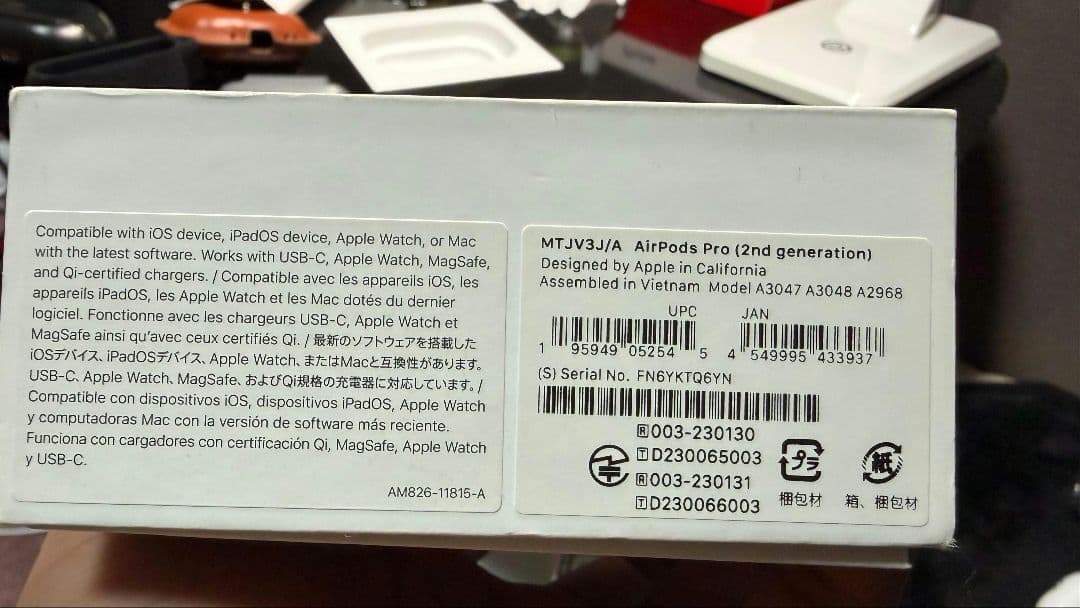 Compatible with iOS device, iPadOS device, Apple Watch, or Mac
with the latest software. Works with USB-C, Apple Watch, MagSafe,
and Qi-certified chargers. / Compatible avec les appareils iOS, les
appareils iPadOS, les Apple Watch et les Mac dotés du dernier
logiciel. Fonctionne avec les chargeurs USB-C, Apple Watch et
MagSafe ainsi qu'avec ceux certifiés Qi. / 最新のソフトウェアを搭載した
iOSデバイス、iPadOSデバイス、Apple Watch、またはMacと互換性があります。
USB-C、Apple Watch、MagSafe、およびQi規格の充電器に対応しています。/
Compatible con dispositivos iOS, dispositivos iPadOS, Apple Watch
y computadoras Mac con la versión de software más reciente.
Funciona con cargadores con certificación Qi, MagSafe, Apple Watch
y USB-C.
AM826-11815-A
MTJV3J/A AirPods Pro (2nd generation)
Designed by Apple in California
Assembled in Vietnam Model A3047 A3048 A2968
UPC JAN
1 95949 05254 5 4 549995 433937
(S) Serial No. FN6YKTQ6YN
R 003-230130
T D230065003
R 003-230131
T D230066003
プラ 紙
梱包材 箱、梱包材